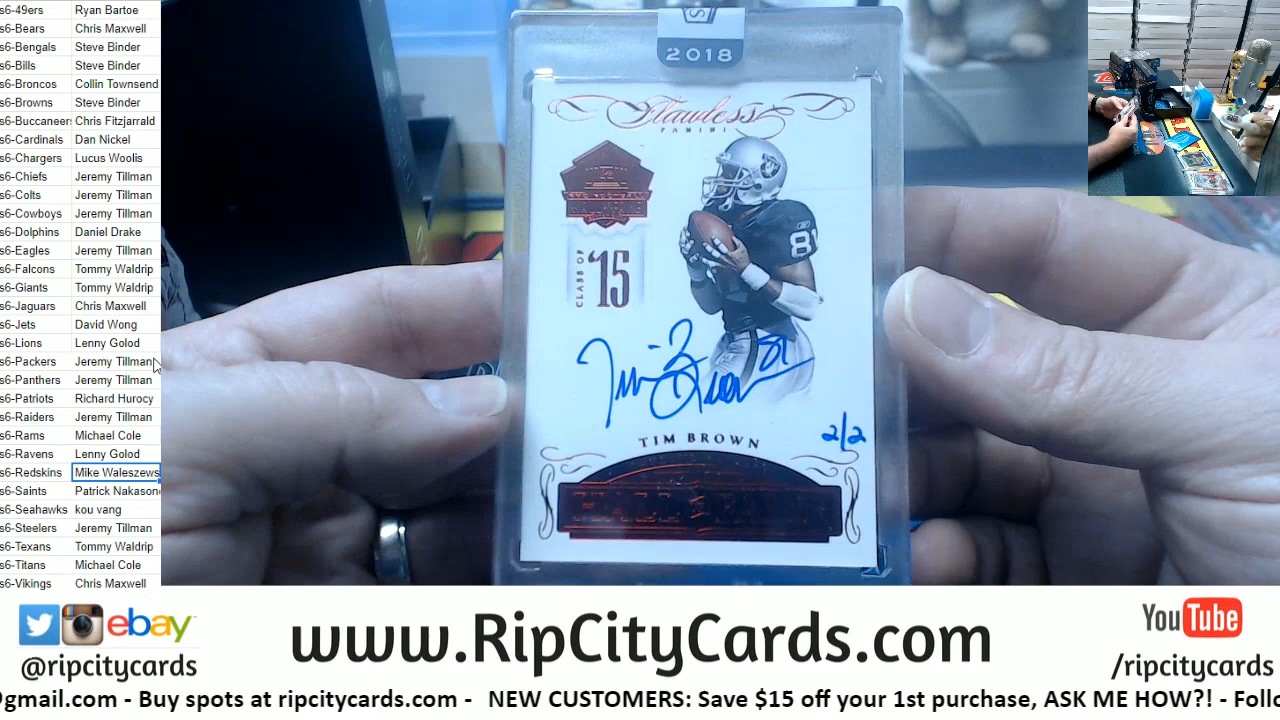 s6-49ers Ryan Bartoe
s6-Bears Chris Maxwell
s6-Bengals Steve Binder
s6-Bills Steve Binder
s6-Broncos Collin Townsend
s6-Browns Steve Binder
s6-Buccaneers Chris Fitzjarrald
s6-Cardinals Dan Nickel
s6-Chargers Lucus Woolis
s6-Chiefs Jeremy Tillman
s6-Colts Jeremy Tillman
s6-Cowboys Jeremy Tillman
s6-Dolphins Daniel Drake
s6-Eagles Jeremy Tillman
s6-Falcons Tommy Waldrip
s6-Giants Tommy Waldrip
s6-Jaguars Chris Maxwell
s6-Jets David Wong
s6-Lions Lenny Golod
s6-Packers Jeremy Tillman
s6-Panthers Jeremy Tillman
s6-Patriots Richard Hurocy
s6-Raiders Jeremy Tillman
s6-Rams Michael Cole
s6-Ravens Lenny Golod
s6-Redskins Mike Waleszews
s6-Saints Patrick Nakason
s6-Seahawks kou vang
s6-Steelers Jeremy Tillman
s6-Texans Tommy Waldrip
s6-Titans Michael Cole
s6-Vikings Chris Maxwell
2018
Flawless
PANINI
CLASS OF '15
81
Tim Brown 81
2/2
TIM BROWN
HALL OF FAME
ebay
@ripcitycards
www.RipCityCards.com
YouTube
/ripcitycards
@gmail.com - Buy spots at ripcitycards.com - NEW CUSTOMERS: Save $15 off your 1st purchase, ASK ME HOW?! - Follo